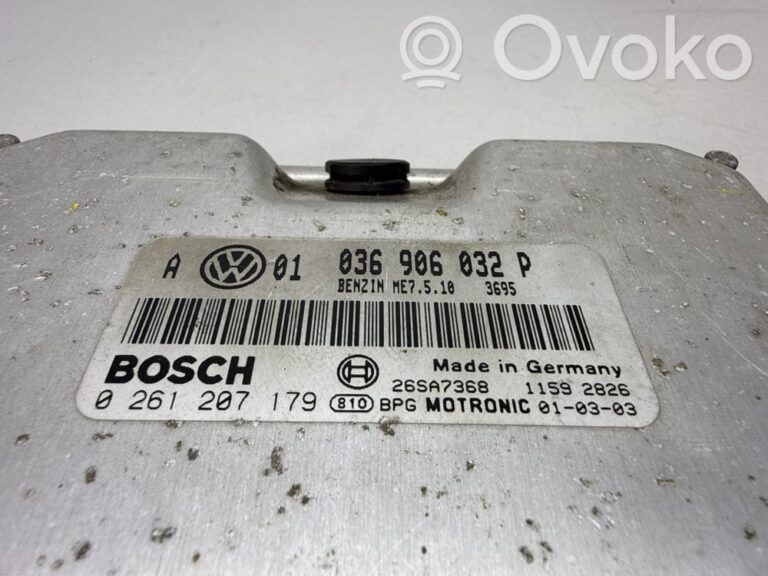 Ovoko
A VW 01 036 906 032 P
BENZIN ME7.5.10 3695
BOSCH Made in Germany
26SA7368 1159 2826
0 261 207 179 810 BPG MOTRONIC 01-03-03